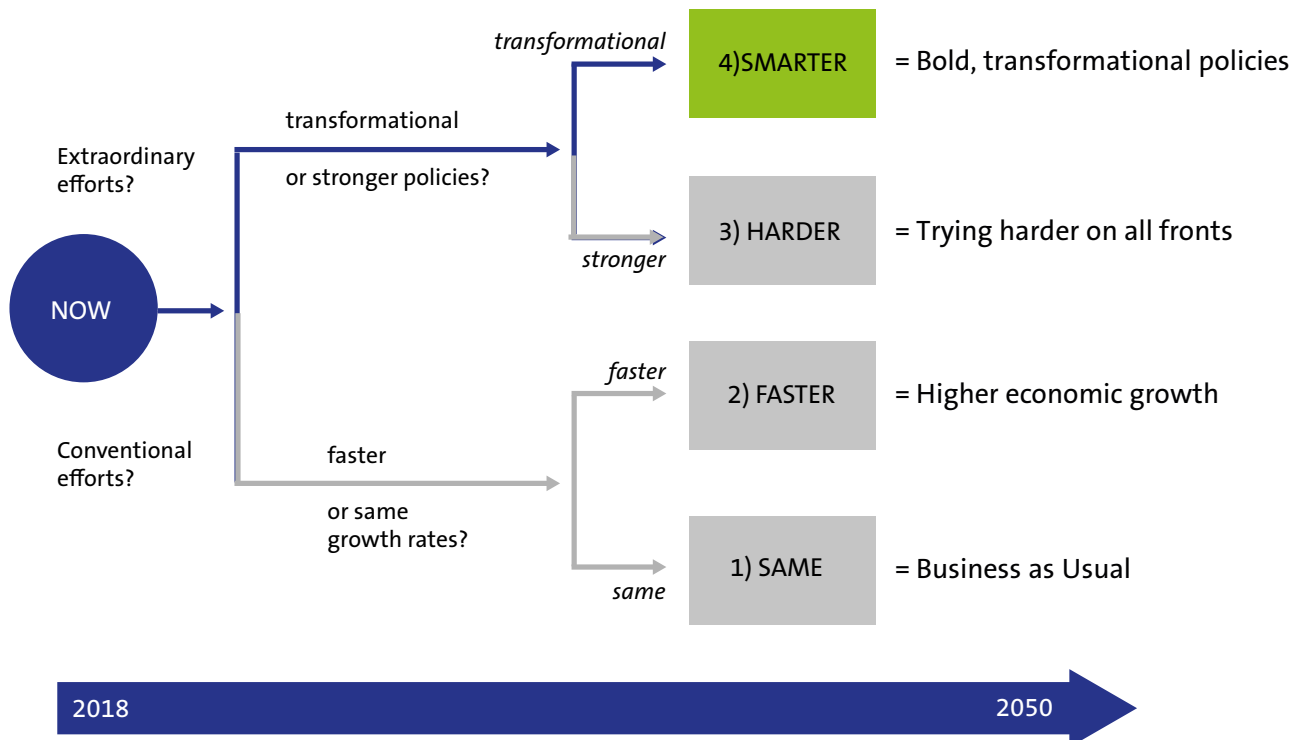 transformational
4)SMARTER
= Bold, transformational policies
transformational
or stronger policies?
Extraordinary
efforts?
3) HARDER
= Trying harder on all fronts
stronger
NOW
faster
2) FASTER
= Higher economic growth
Conventional
efforts?
faster
or same
growth rates?
1) SAME
= Business as Usual
same
2018
2050